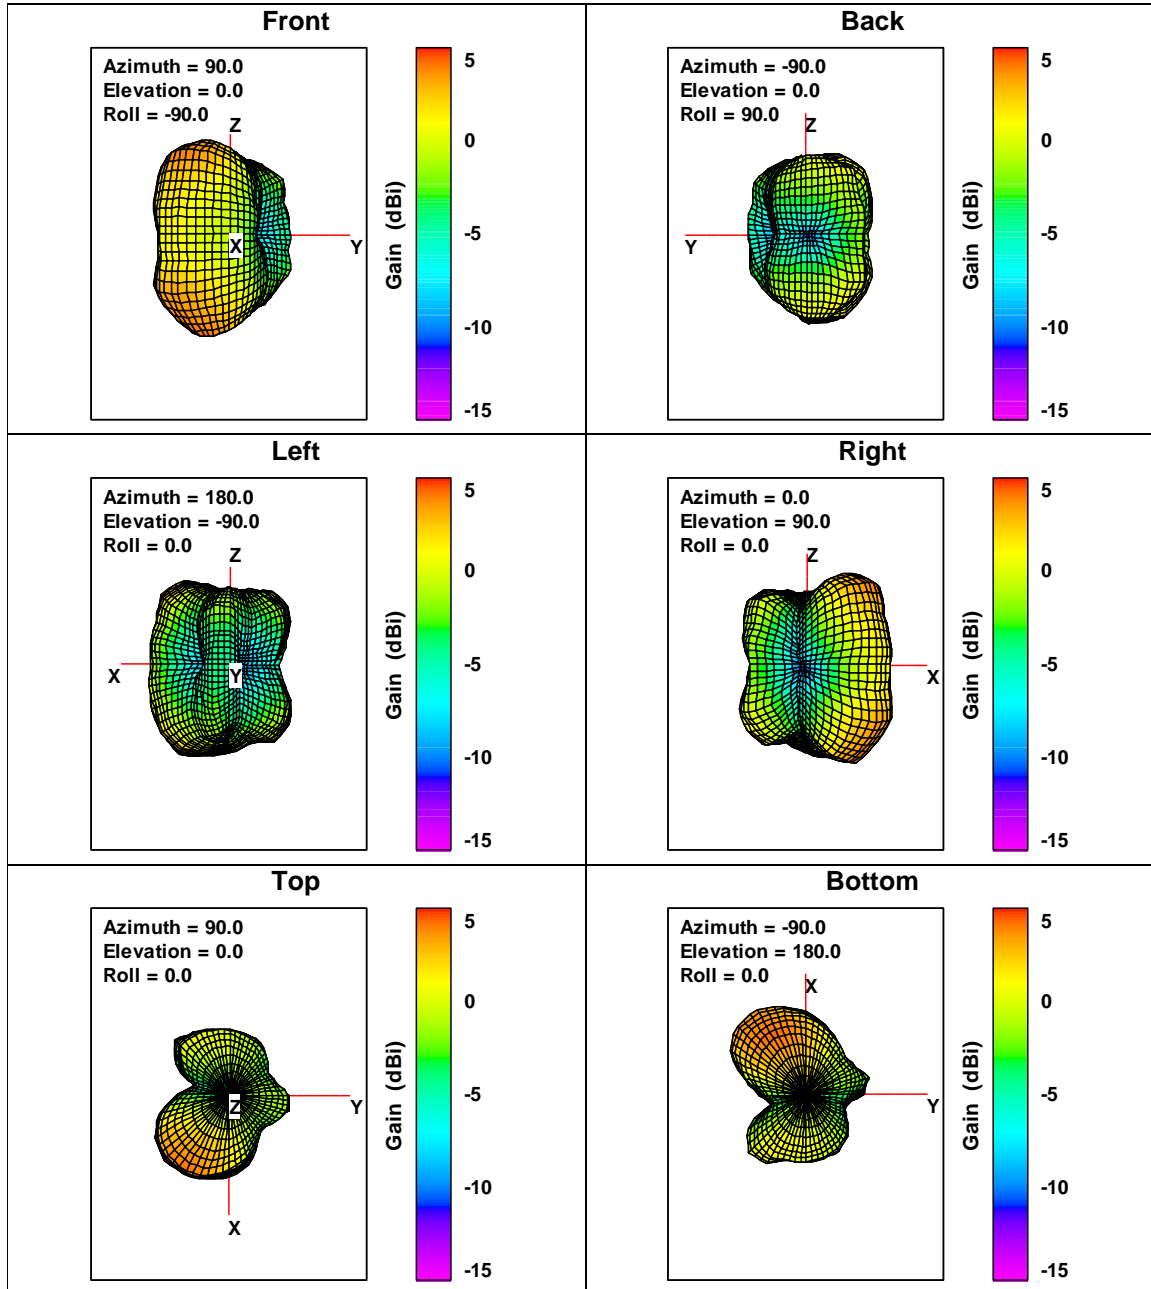 Front
Azimuth = 90.0
Elevation = 0.0
Roll = -90.0
Z
X
Y
Gain (dBi)
5
0
-5
-10
-15
Back
Azimuth = -90.0
Elevation = 0.0
Roll = 90.0
Z
Y
Gain (dBi)
5
0
-5
-10
-15
Left
Azimuth = 180.0
Elevation = -90.0
Roll = 0.0
Z
X
Y
Gain (dBi)
5
0
-5
-10
-15
Right
Azimuth = 0.0
Elevation = 90.0
Roll = 0.0
Z
X
Gain (dBi)
5
0
-5
-10
-15
Top
Azimuth = 90.0
Elevation = 0.0
Roll = 0.0
Z
Y
X
Gain (dBi)
5
0
-5
-10
-15
Bottom
Azimuth = -90.0
Elevation = 180.0
Roll = 0.0
X
Y
Gain (dBi)
5
0
-5
-10
-15